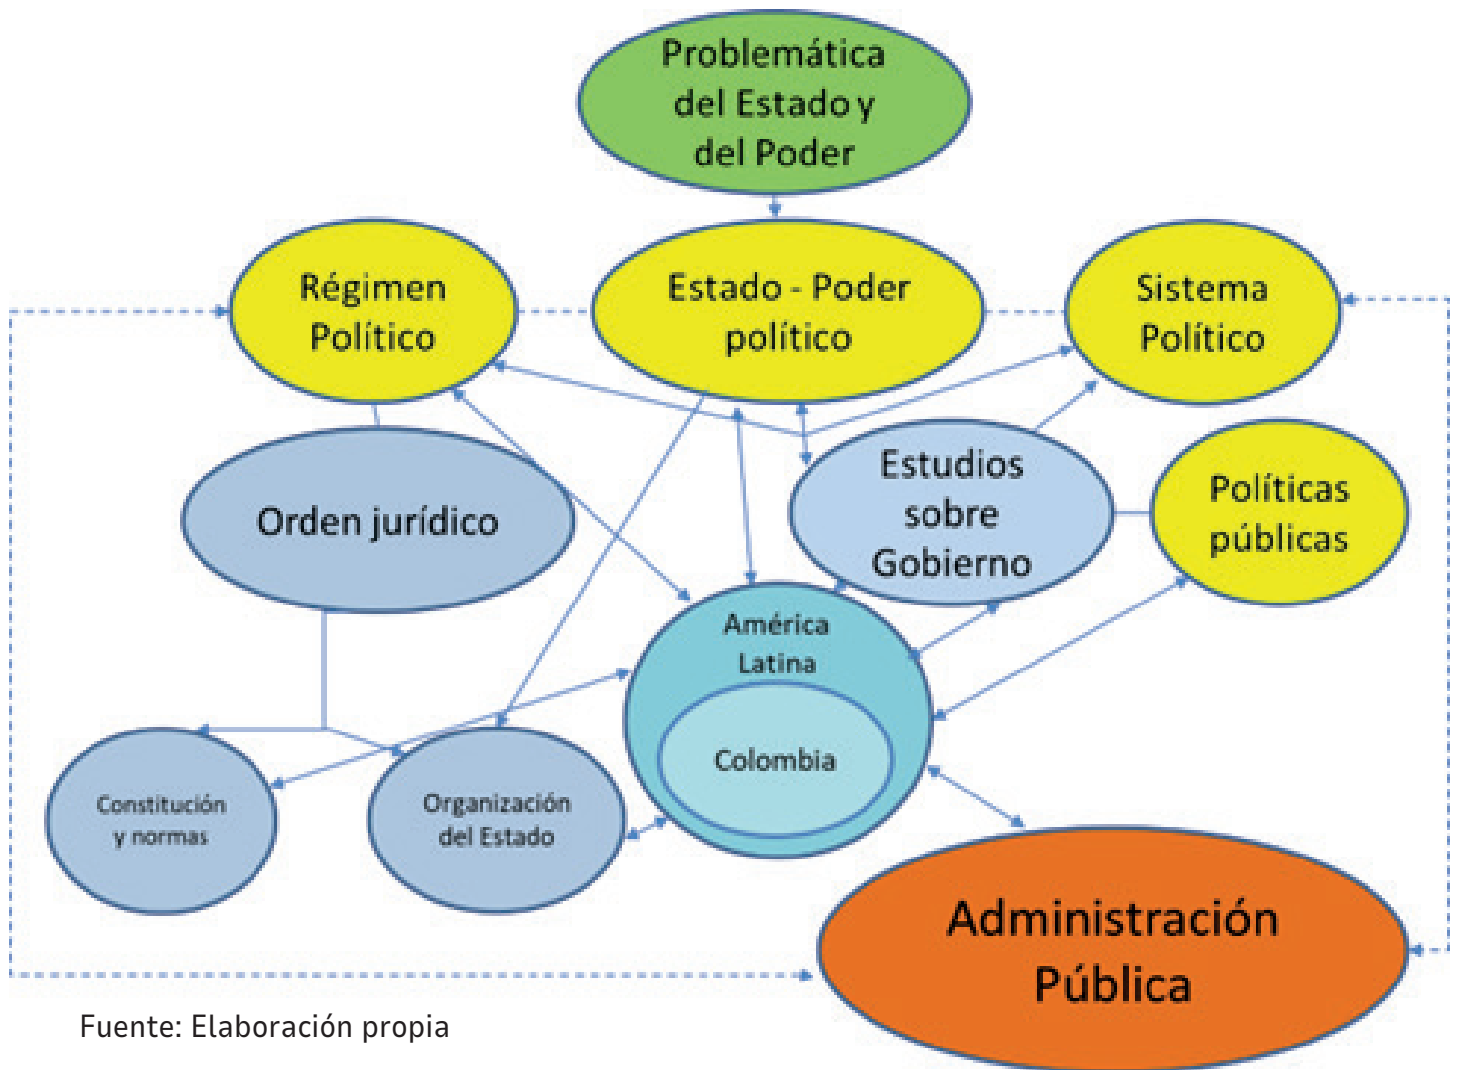 Problemática
del Estado y
del Poder
Régimen
Político
Estado - Poder
político
Sistema
Político
Orden jurídico
Estudios
sobre
Gobierno
Políticas
públicas
América
Latina
Colombia
Constitución
y normas
Organización
del Estado
Administración
Pública
Fuente: Elaboración propia